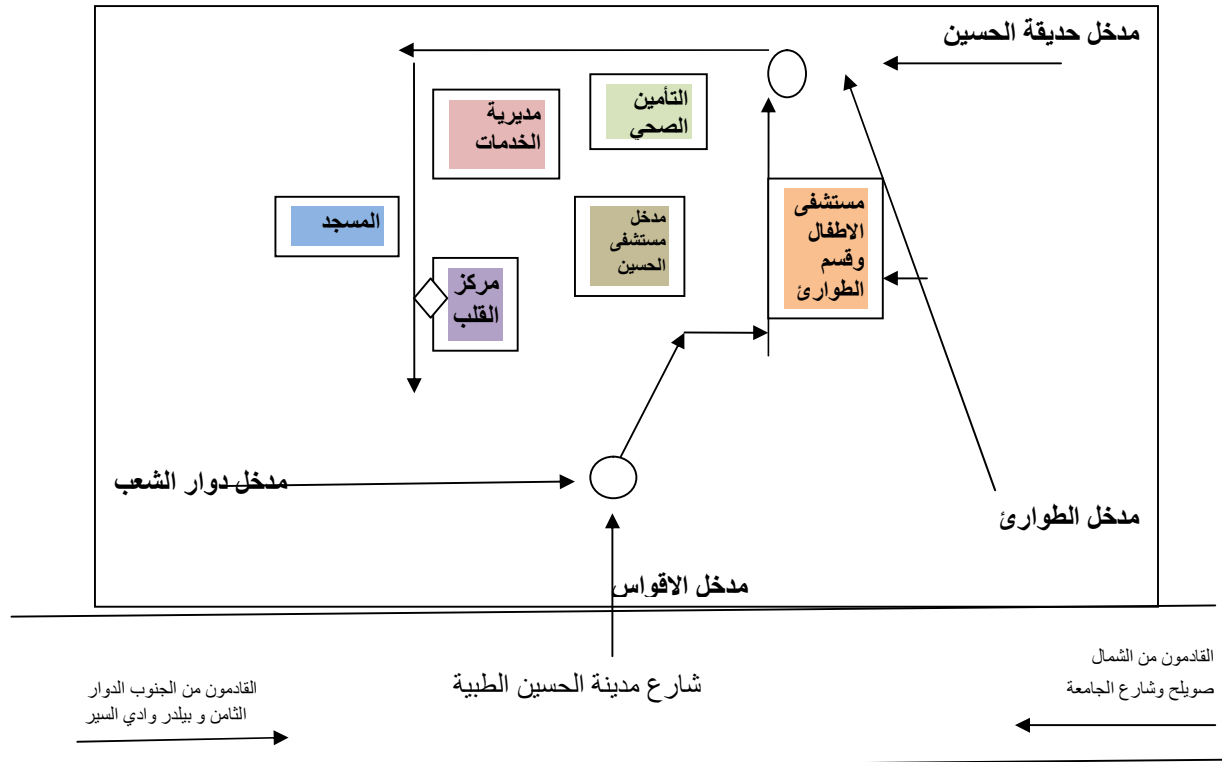 مدخل حديقة الحسين
التأمين
الصحي
مديرية
الخدمات
مستشفى
الاطفال
وقسم
الطوارئ
مدخل
مستشفى
الحسين
المسجد
مركز
القلب
مدخل دوار الشعب
مدخل الطوارئ
مدخل الاقواس
القادمون من الشمال
صويلح وشارع الجامعة
شارع مدينة الحسين الطبية
القادمون من الجنوب الدوار
الثامن و بيلدر وادي السير